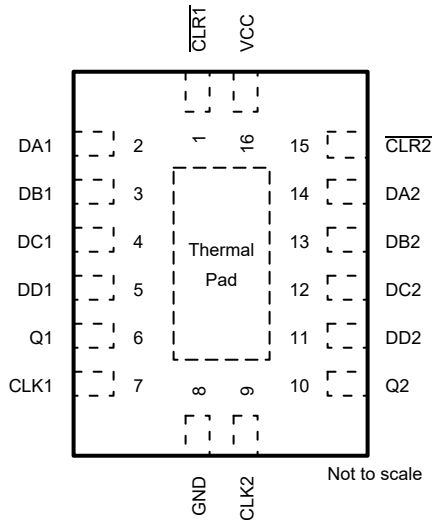 CLR1 VCC
1 16
DA1 2 15 CLR2
DB1 3 14 DA2
DC1 4 13 DB2
DD1 5 12 DC2
Q1 6 11 DD2
CLK1 7 10 Q2
Thermal
Pad
8 9
GND CLK2
Not to scale